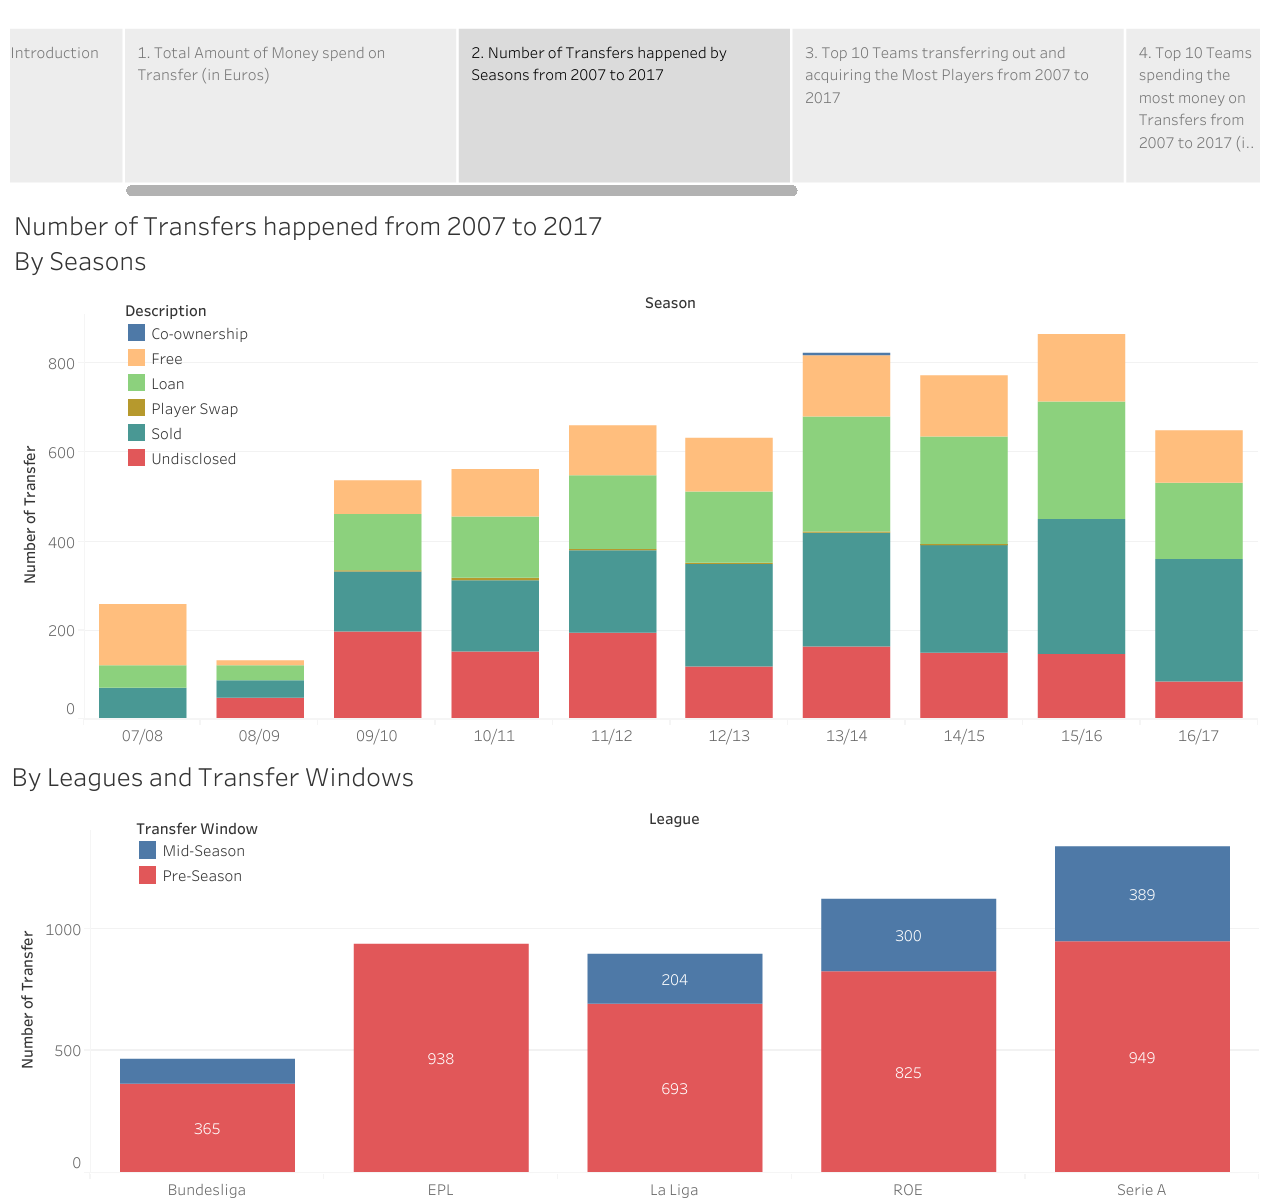 Introduction
1. Total Amount of Money spend on
Transfer (in Euros)
2. Number of Transfers happened by
Seasons from 2007 to 2017
3. Top 10 Teams transferring out and
acquiring the Most Players from 2007 to
2017
4. Top 10 Teams
spending the
most money on
Transfers from
2007 to 2017 (i..
Number of Transfers happened from 2007 to 2017
By Seasons
Season
Description
Co-ownership
Free
Loan
Player Swap
Sold
Undisclosed
Number of Transfer
800
600
400
200
0
07/08
08/09
09/10
10/11
11/12
12/13
13/14
14/15
15/16
16/17
By Leagues and Transfer Windows
League
Transfer Window
Mid-Season
Pre-Season
Number of Transfer
1000
500
0
365
938
204
693
300
825
389
949
Bundesliga
EPL
La Liga
ROE
Serie A